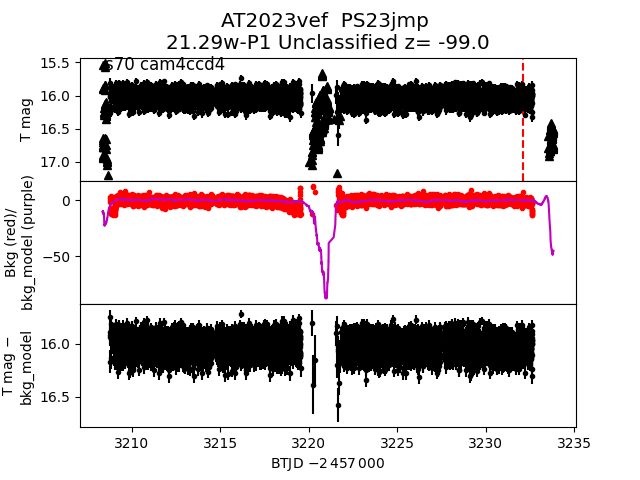 AT2023vef  PS23jmp
21.29w-P1 Unclassified z= -99.0
s70 cam4ccd4
T mag
15.5
16.0
16.5
17.0
Bkg (red)/
bkg_model (purple)
0
−50
T mag −
bkg_model
16.0
16.5
3210 3215 3220 3225 3230 3235
BTJD −2 457 000